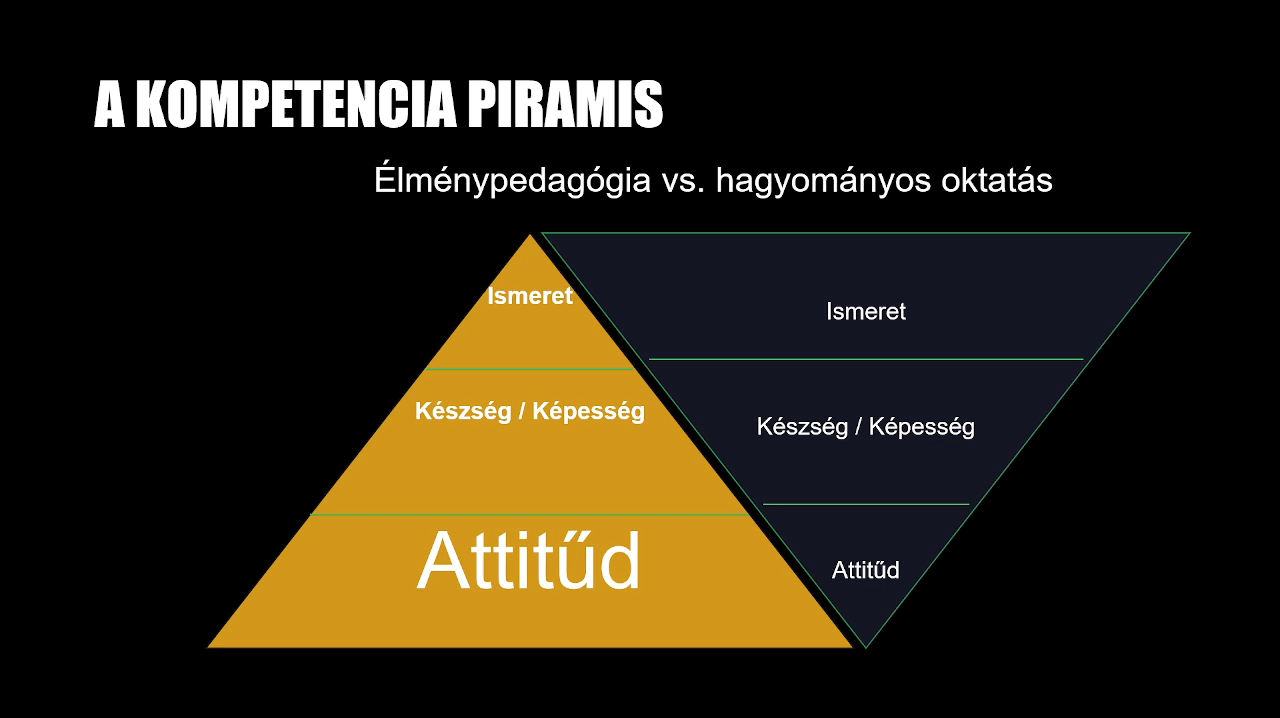 A KOMPETENCIA PIRAMIS
Élménypedagógia vs. hagyományos oktatás
Ismeret
Készség / Képesség
Attitűd
Ismeret
Készség / Képesség
Attitűd